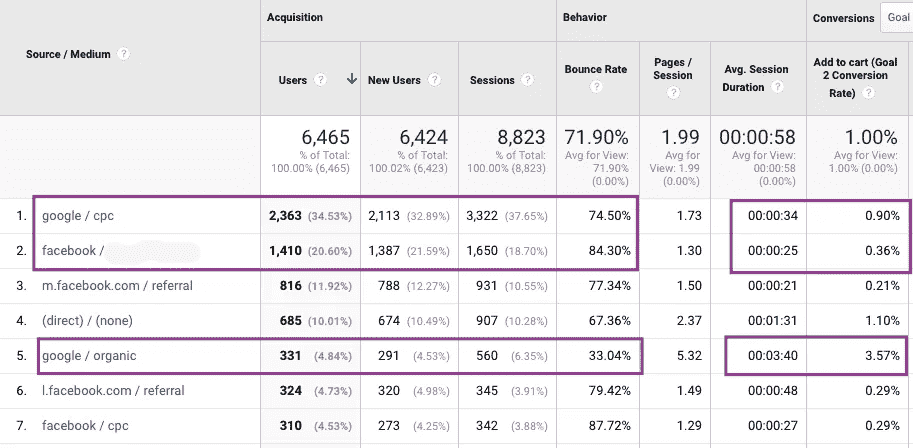 Acquisition
Behavior
Conversions Goal
Source / Medium ?
Users ? New Users ? Sessions ?
Bounce Rate ?
Pages / Session ?
Avg. Session Duration ?
Add to cart (Goal 2 Conversion Rate) ?
6,465 % of Total: 100.00% (6,465)
6,424 % of Total: 100.02% (6,423)
8,823 % of Total: 100.00% (8,823)
71.90% Avg for View: 71.90% (0.00%)
1.99 Avg for View: 1.99 (0.00%)
00:00:58 Avg for View: 00:00:58 (0.00%)
1.00% Avg for View: 1.00% (0.00%)
1. google / cpc 2,363 (34.53%) 2,113 (32.89%) 3,322 (37.65%) 74.50% 1.73 00:00:34 0.90%
2. facebook / 1,410 (20.60%) 1,387 (21.59%) 1,650 (18.70%) 84.30% 1.30 00:00:25 0.36%
3. m.facebook.com / referral 816 (11.92%) 788 (12.27%) 931 (10.55%) 77.34% 1.50 00:00:21 0.21%
4. (direct) / (none) 685 (10.01%) 674 (10.49%) 907 (10.28%) 67.36% 2.37 00:01:31 1.10%
5. google / organic 331 (4.84%) 291 (4.53%) 560 (6.35%) 33.04% 5.32 00:03:40 3.57%
6. l.facebook.com / referral 324 (4.73%) 320 (4.98%) 345 (3.91%) 79.42% 1.49 00:00:48 0.29%
7. facebook / cpc 310 (4.53%) 273 (4.25%) 342 (3.88%) 87.72% 1.29 00:00:27 0.29%